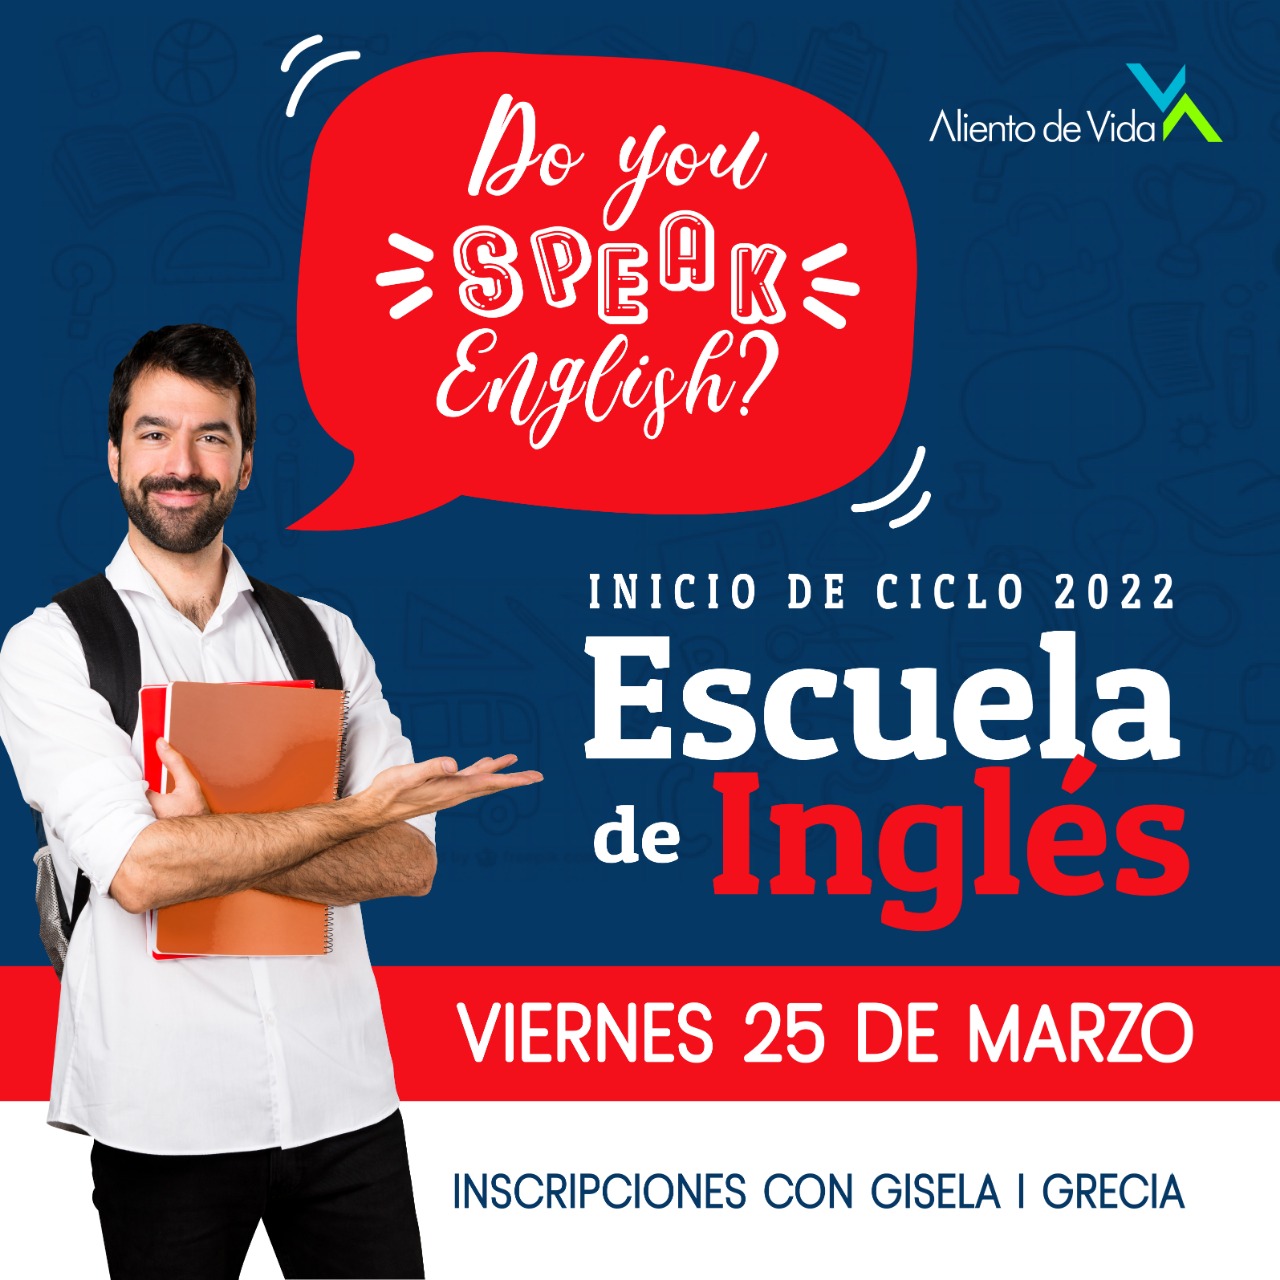 Do you
SPEAK
English?
Aliento de Vida
INICIO DE CICLO 2022
Escuela
de Inglés
VIERNES 25 DE MARZO
INSCRIPCIONES CON GISELA | GRECIA